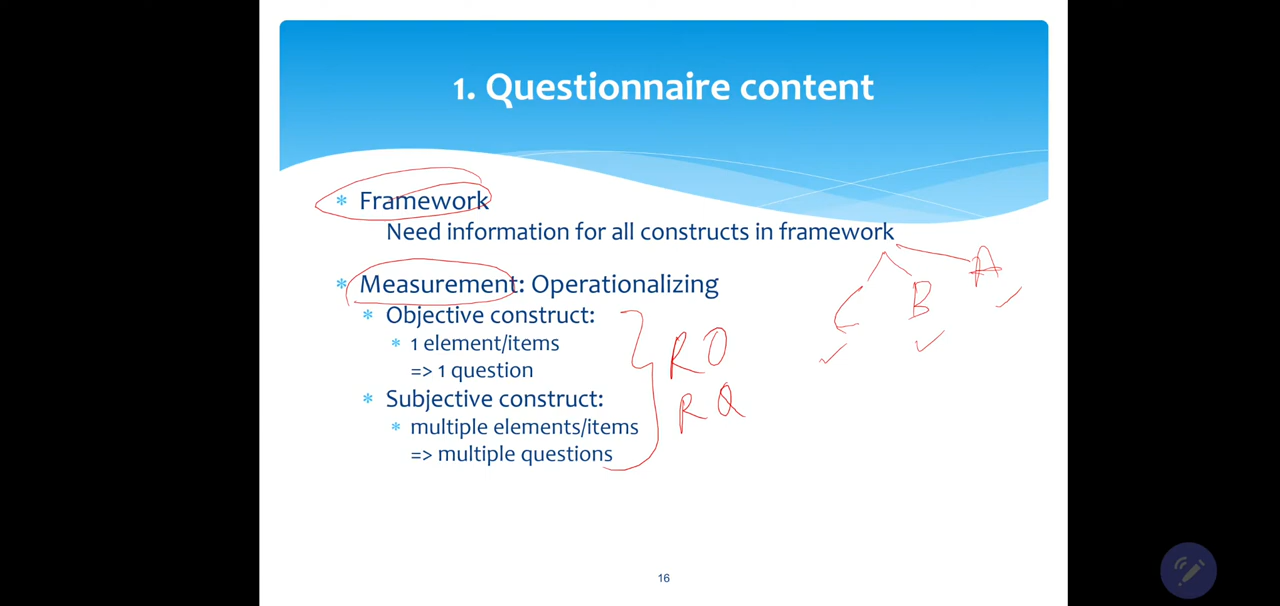 1. Questionnaire content
* Framework
Need information for all constructs in framework
A
* Measurement: Operationalizing
B
* Objective construct:
* 1 element/items
RO
=> 1 question
* Subjective construct:
RQ
* multiple elements/items
=> multiple questions
16